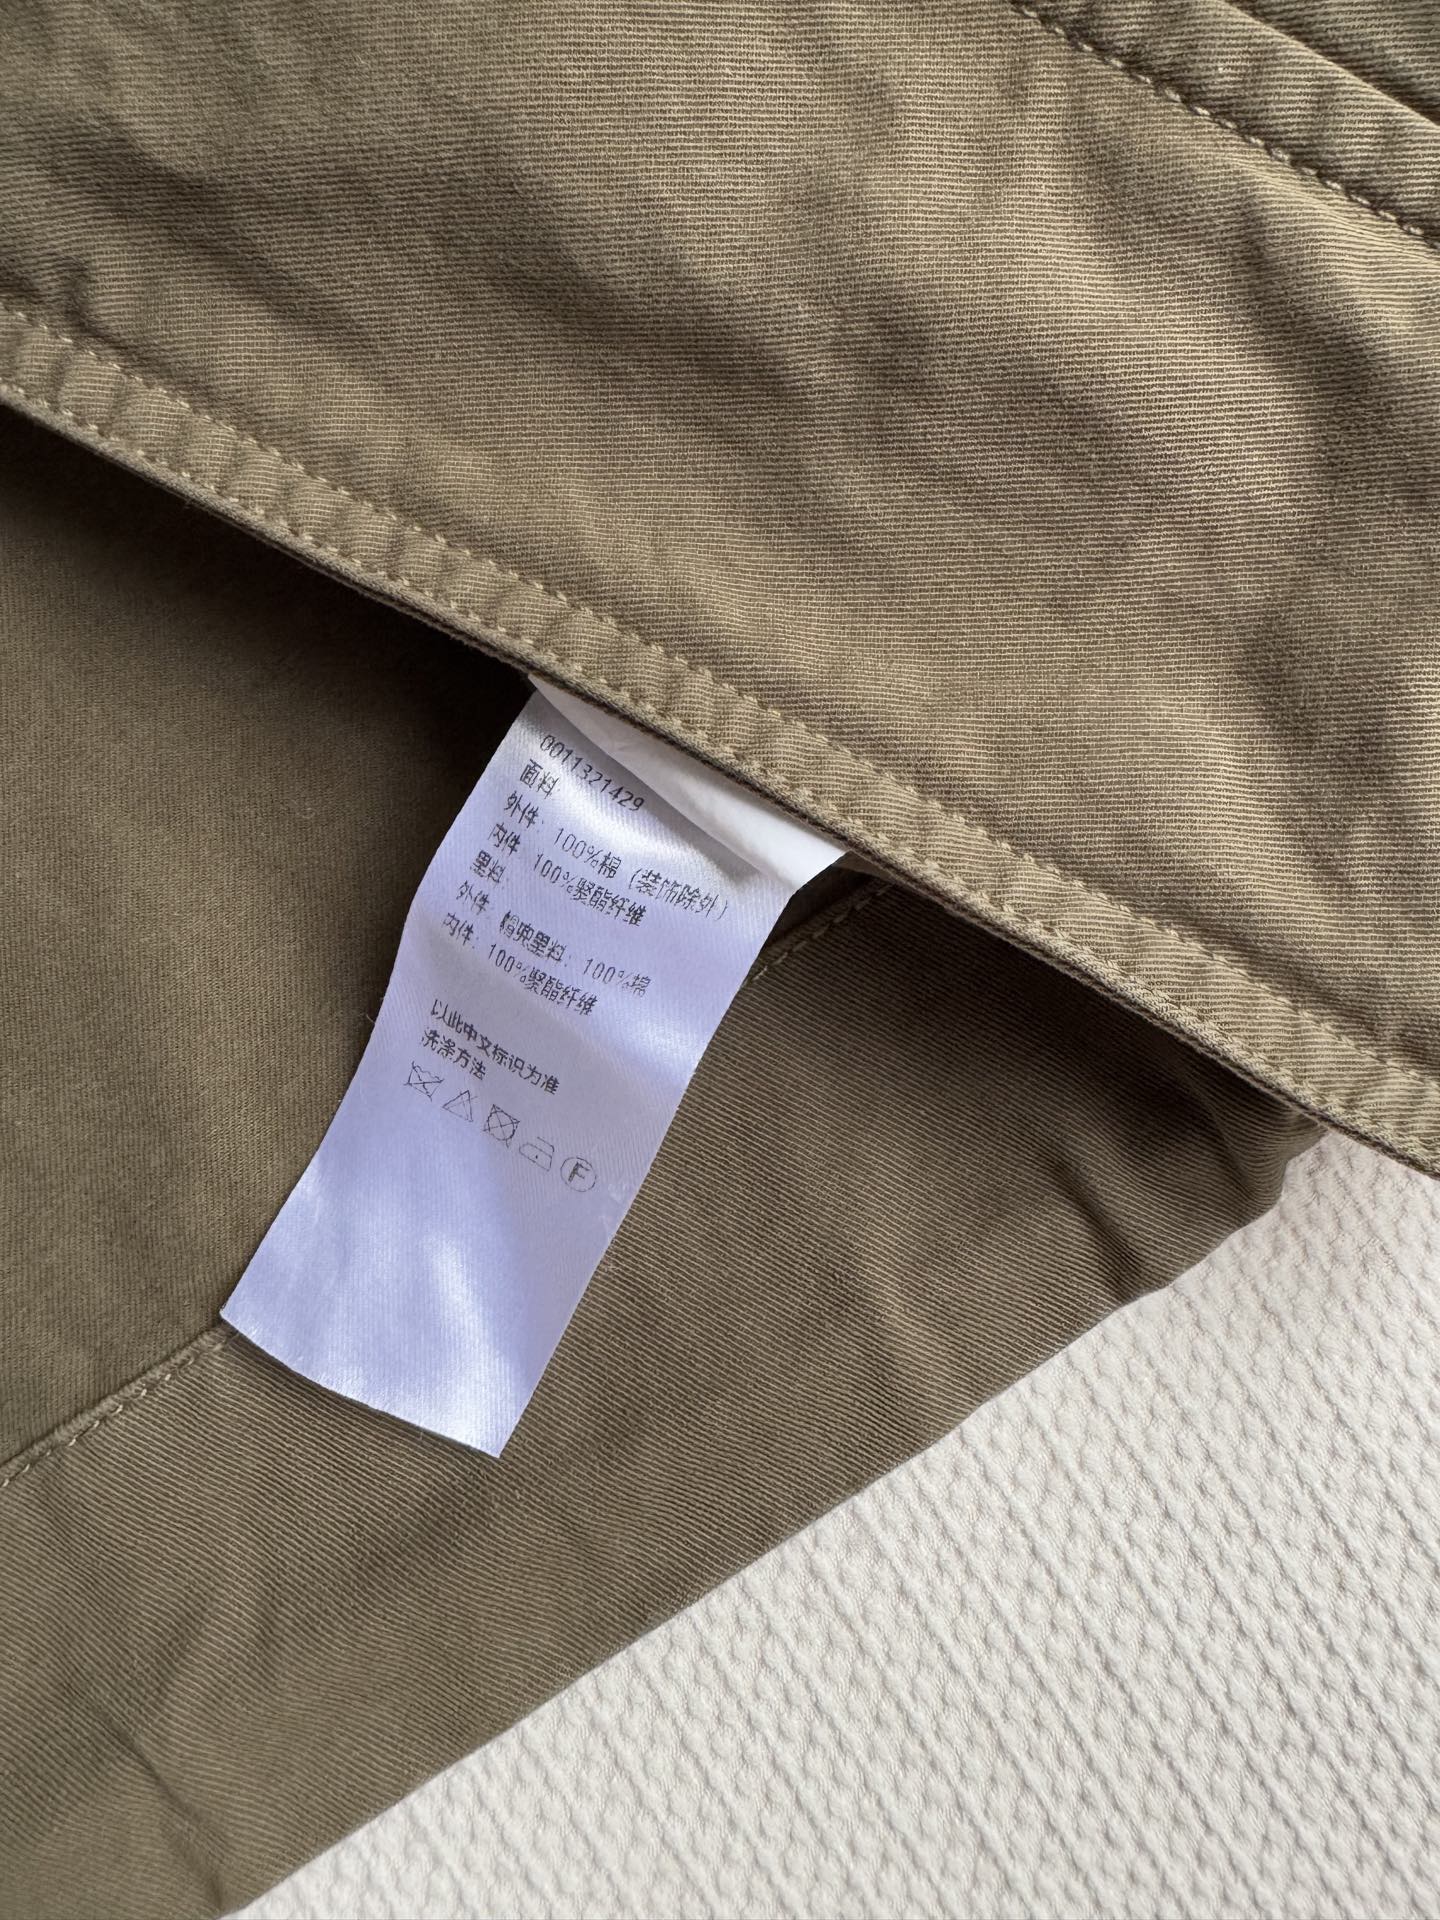 0011321429
面料
外件: 100%棉 (装饰除外)
内件 100%聚酯纤维
里料:
外件 帽兜里料: 100%棉
内件: 100%聚酯纤维
以此中文标识为准
洗涤方法
F